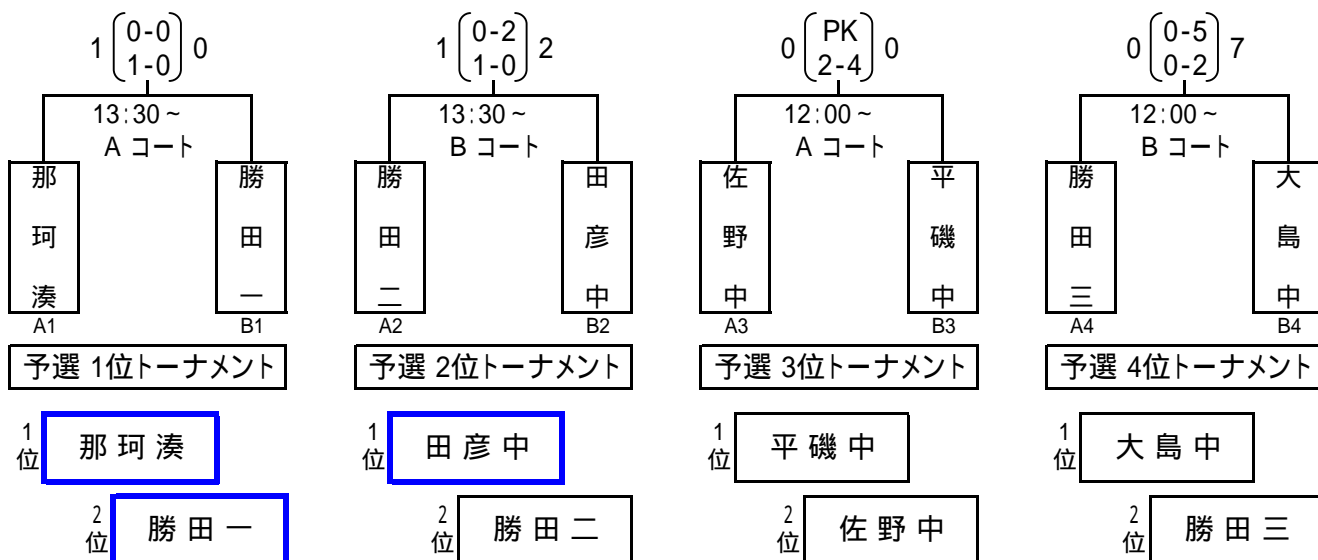 1 0-0 0
1-0
13:30 ~
A コート
那珂湊
勝田一
A1
B1
予選 1位トーナメント
1位 那珂湊
2位 勝田一
1 0-2 2
1-0
13:30 ~
B コート
勝田二
田彦中
A2
B2
予選 2位トーナメント
1位 田彦中
2位 勝田二
0 PK 0
2-4
12:00 ~
A コート
佐野中
平磯中
A3
B3
予選 3位トーナメント
1位 平磯中
2位 佐野中
0 0-5 7
0-2
12:00 ~
B コート
勝田三
大島中
A4
B4
予選 4位トーナメント
1位 大島中
2位 勝田三